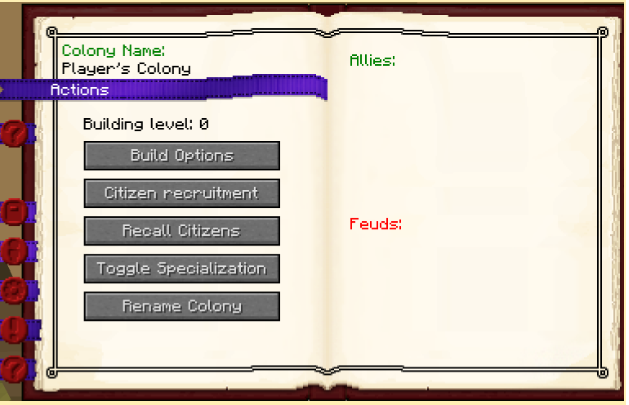 Colony Name:
Player's Colony
Actions
Building level: 0
Build Options
Citizen recruitment
Recall Citizens
Toggle Specialization
Rename Colony
Allies:
Feuds: